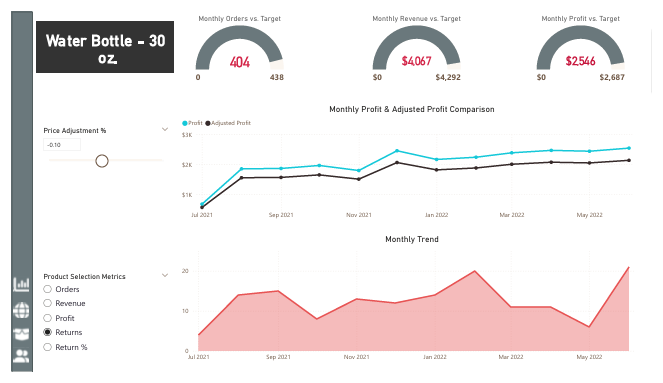 Water Bottle - 30
oz.
Monthly Orders vs. Target
404
0
438
Monthly Revenue vs. Target
$4,067
$0
$4,292
Monthly Profit vs. Target
$2,546
$0
$2,687
Price Adjustment %
-0.10
Monthly Profit & Adjusted Profit Comparison
Profit
Adjusted Profit
$3K
$2K
$1K
Jul 2021
Sep 2021
Nov 2021
Jan 2022
Mar 2022
May 2022
Product Selection Metrics
Orders
Revenue
Profit
Returns
Return %
Monthly Trend
20
10
0
Jul 2021
Sep 2021
Nov 2021
Jan 2022
Mar 2022
May 2022